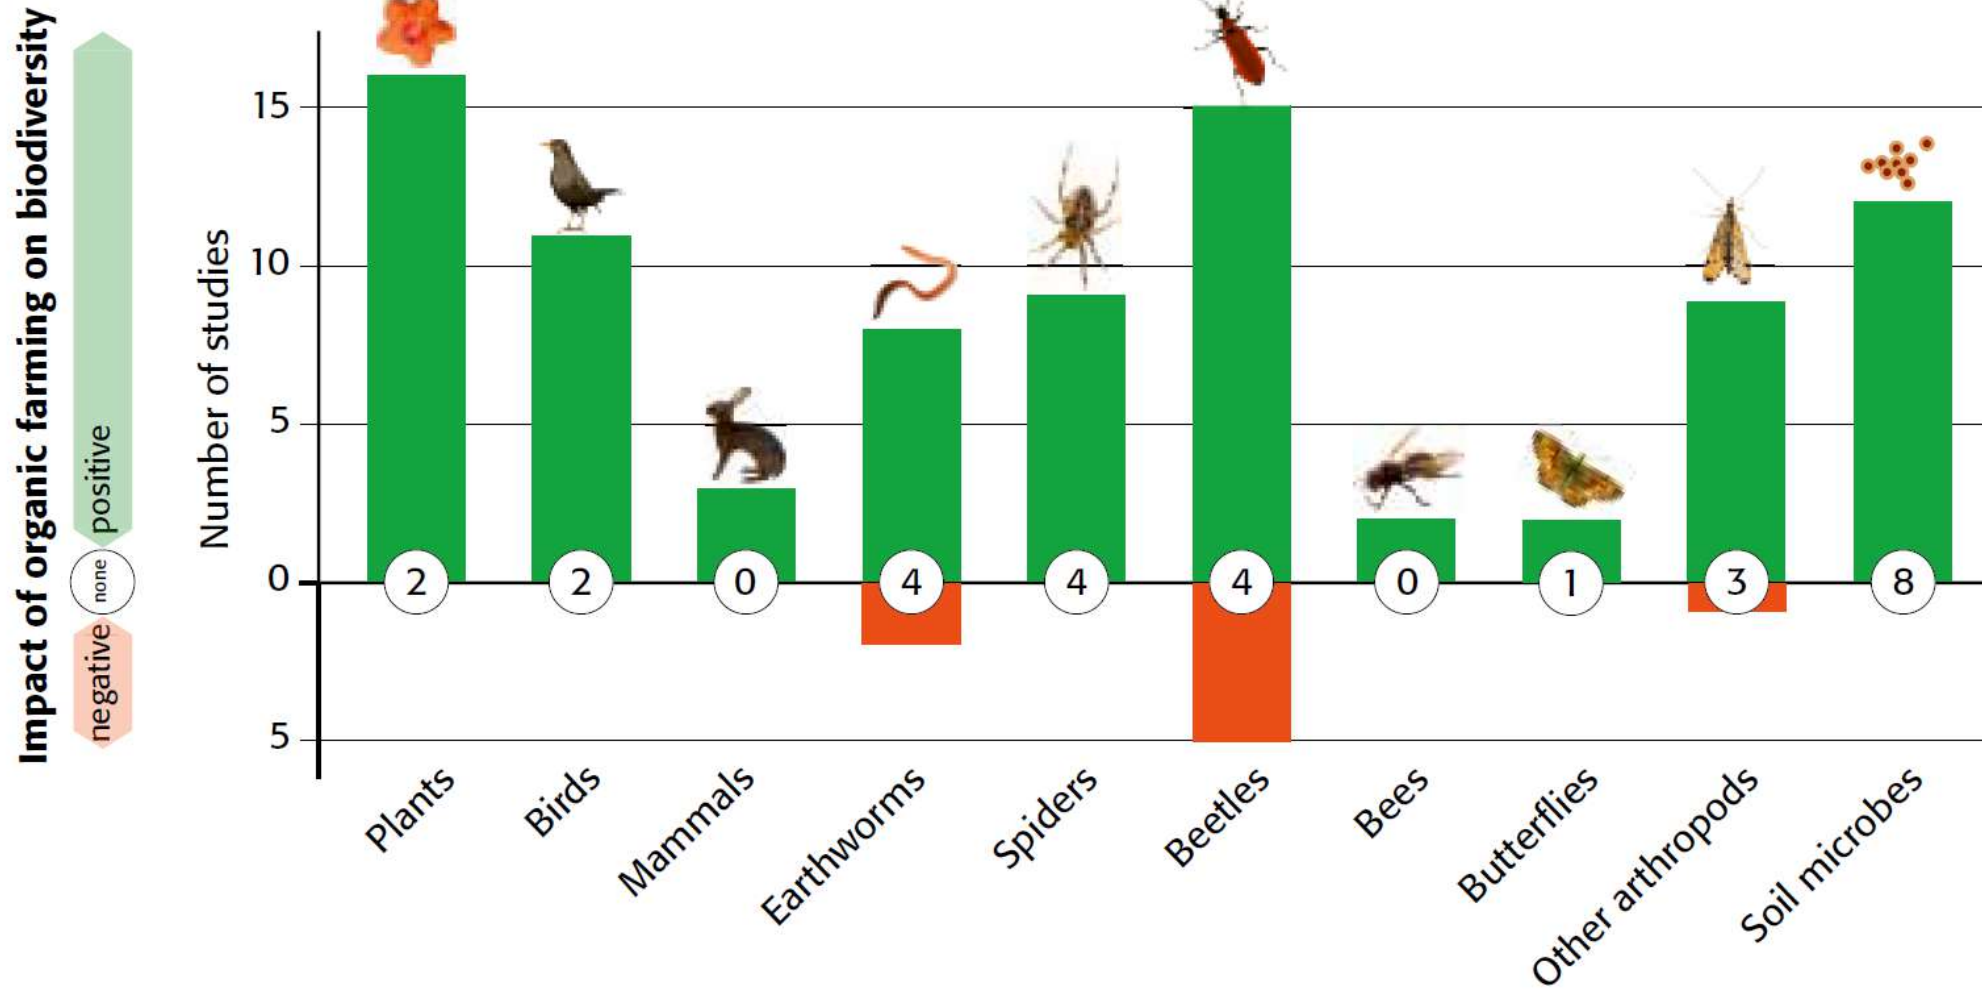 Impact of organic farming on biodiversity
positive
none
negative
Number of studies
15
10
5
0
5
2
2
0
4
4
4
0
1
3
8
Plants
Birds
Mammals
Earthworms
Spiders
Beetles
Bees
Butterflies
Other arthropods
Soil microbes